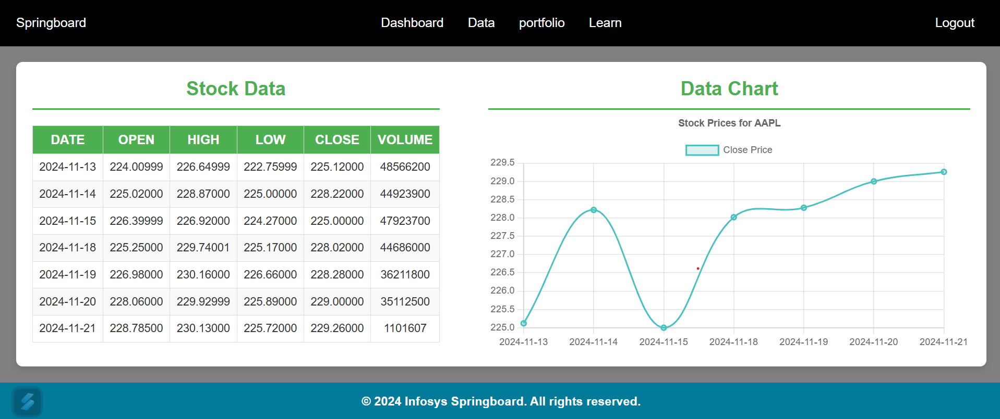 Springboard Dashboard Data portfolio Learn Logout
Stock Data
DATE OPEN HIGH LOW CLOSE VOLUME
2024-11-13 224.00999 226.64999 222.75999 225.12000 48566200
2024-11-14 225.02000 228.87000 225.00000 228.22000 44923900
2024-11-15 226.39999 226.92000 224.27000 225.00000 47923700
2024-11-18 225.25000 229.74001 225.17000 228.02000 44686000
2024-11-19 226.98000 230.16000 226.66000 228.28000 36211800
2024-11-20 228.06000 229.92999 225.89000 229.00000 35112500
2024-11-21 228.78500 230.13000 225.72000 229.26000 1101607
Data Chart
Stock Prices for AAPL
Close Price
229.5
229.0
228.5
228.0
227.5
227.0
226.5
226.0
225.5
225.0
2024-11-13 2024-11-14 2024-11-15 2024-11-18 2024-11-19 2024-11-20 2024-11-21
© 2024 Infosys Springboard. All rights reserved.